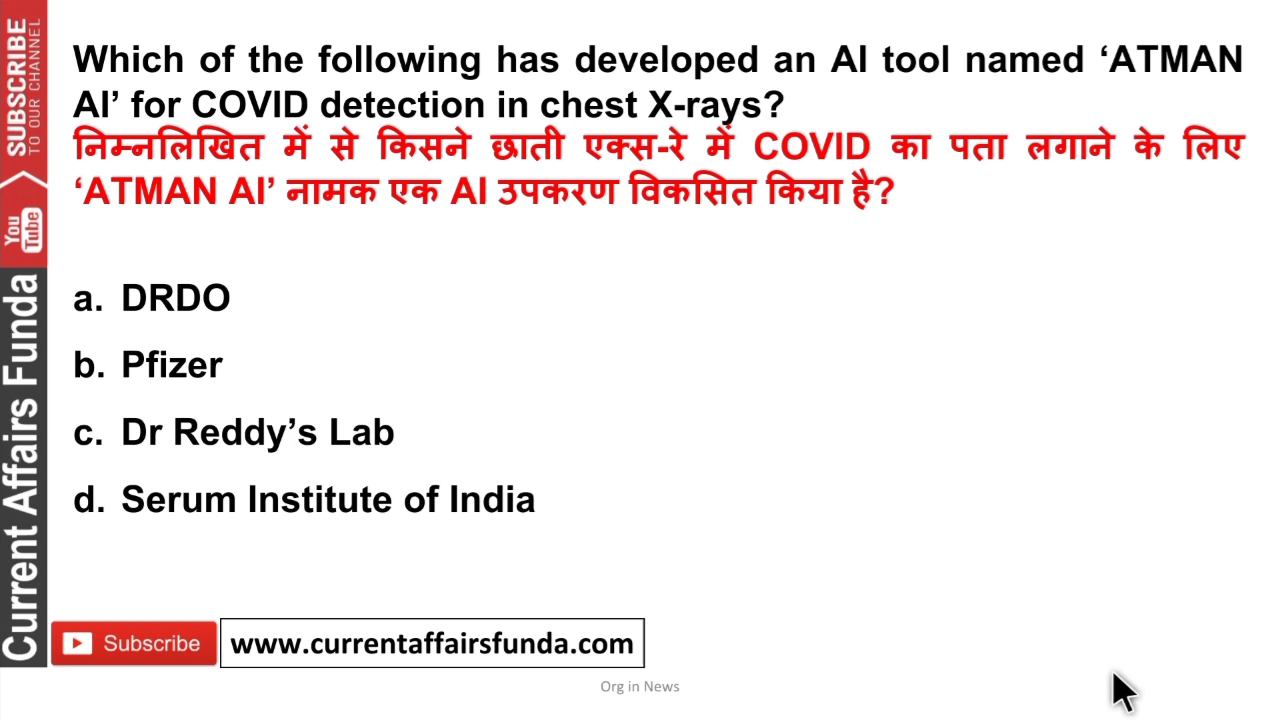 Which of the following has developed an AI tool named ‘ATMAN
AI’ for COVID detection in chest X-rays?
निम्नलिखित में से किसने छाती एक्स-रे में COVID का पता लगाने के लिए
‘ATMAN AI’ नामक एक AI उपकरण विकसित किया है?
a. DRDO
b. Pfizer
c. Dr Reddy’s Lab
d. Serum Institute of India
SUBSCRIBE
TO OUR CHANNEL
You
Tube
Current Affairs Funda
Subscribe
www.currentaffairsfunda.com
Org in News